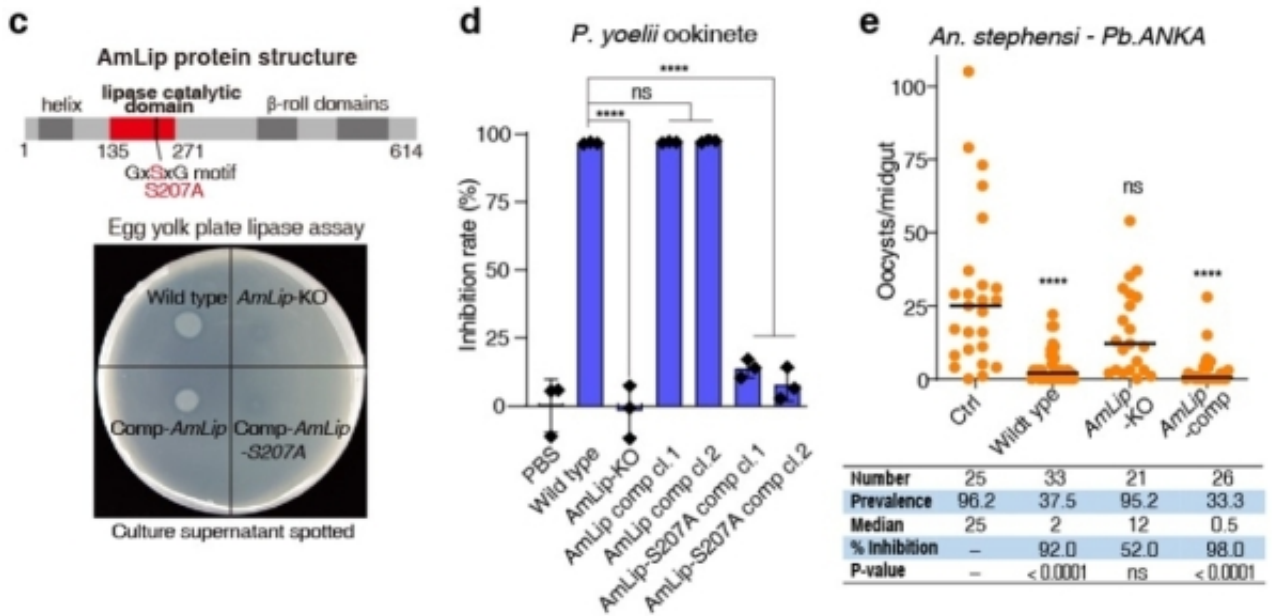 c
AmLip protein structure
helix
lipase catalytic
domain
β-roll domains
1
135
271
614
GxSxG motif
S207A
Egg yolk plate lipase assay
Wild type
AmLip-KO
Comp-AmLip
Comp-AmLip
-S207A
Culture supernatant spotted
d
P. yoelii ookinete
****
ns
****
Inhibition rate (%)
100
75
50
25
0
PBS
Wild type
AmLip-KO
AmLip comp cl.1
AmLip comp cl.2
AmLip-S207A comp cl.1
AmLip-S207A comp cl.2
e
An. stephensi - Pb.ANKA
Oocysts/midgut
100
75
50
25
0
****
ns
****
Ctrl
Wildt ype
AmLip
-KO
AmLip
-comp
Number 25 33 21 26
Prevalence 96.2 37.5 95.2 33.3
Median 25 2 12 0.5
% Inhibition – 92.0 52.0 98.0
P-value – < 0.0001 ns < 0.0001